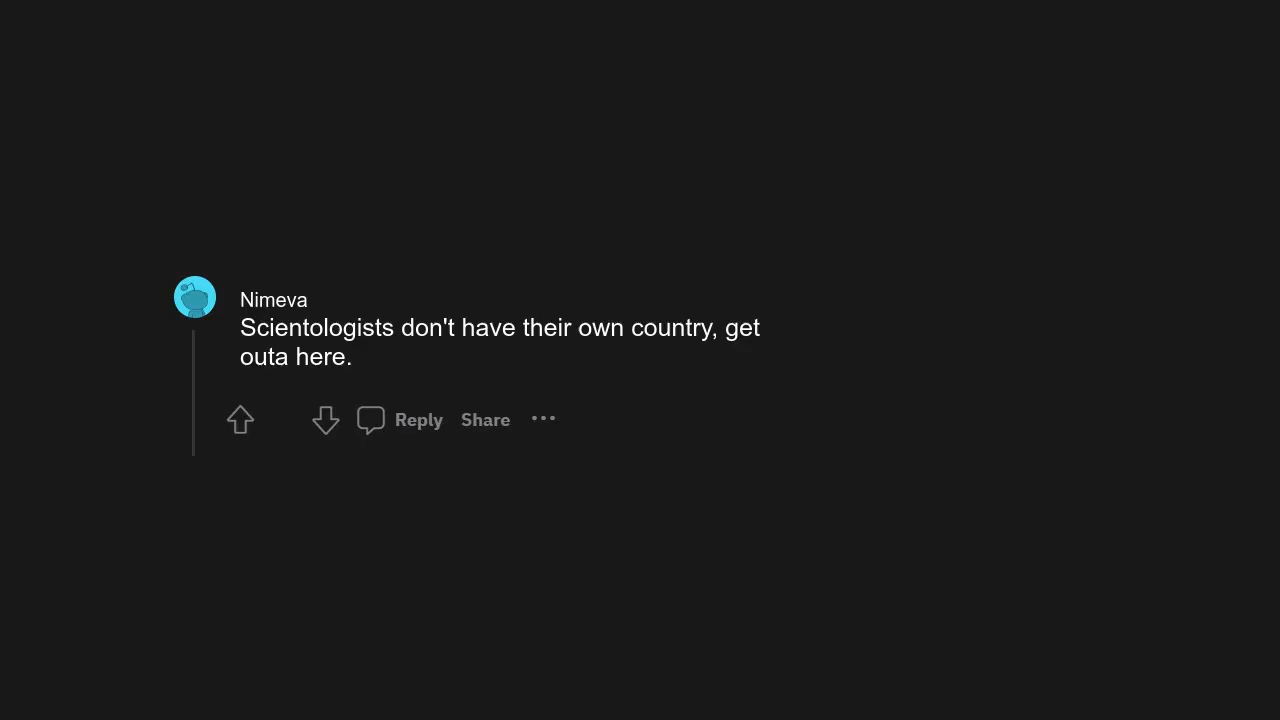 Nimeva
Scientologists don't have their own country, get
outa here.
Reply Share